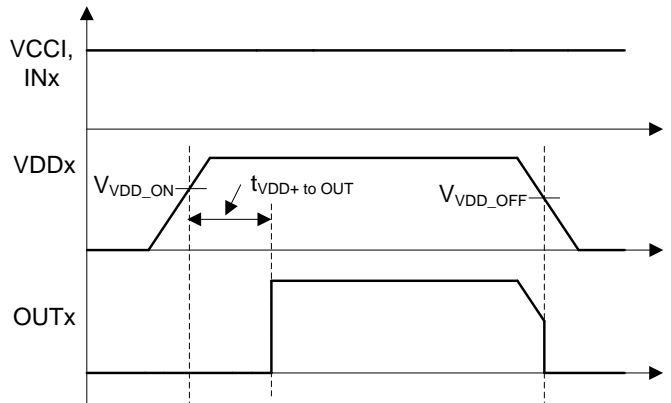 VCCI,
INx
VDDx
VVDD_ON
tVDD+ to OUT
VVDD_OFF
OUTx